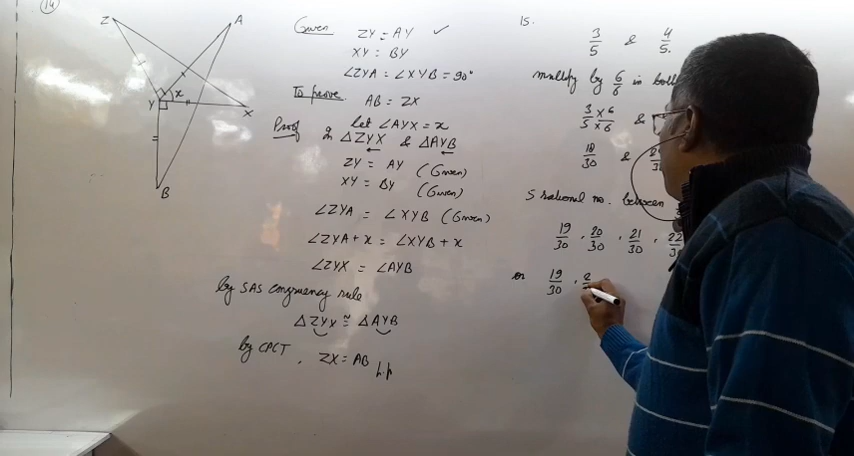 14
Z
A
x
Y
X
B
Given ZY = AY ✓
XY = BY
∠ZYA = ∠XYB = 90°
To prove. AB = ZX
Proof let ∠AYX = x
In ΔZYX & ΔAYB
ZY = AY (Given)
XY = BY (Given)
∠ZYA = ∠XYB (Given)
∠ZYA + x = ∠XYB + x
∠ZYX = ∠AYB
by SAS congruency rule
ΔZYX ≅ ΔAYB
by CPCT, ZX = AB
h.p
15.
3/5 & 4/5.
multiply by 6/6 in both
3/5 × 6/6 &
18/30 &
5 rational no. between
19/30, 20/30, 21/30, 22/30
or 19/30, 2